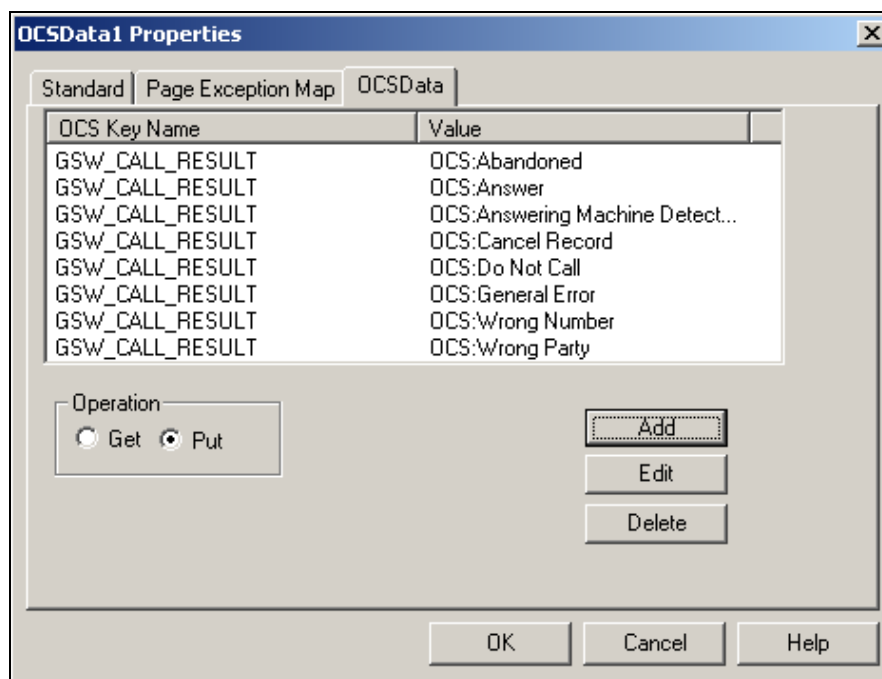 OCSData1 Properties
Standard Page Exception Map OCSData
OCS Key Name Value
GSW_CALL_RESULT OCS:Abandoned
GSW_CALL_RESULT OCS:Answer
GSW_CALL_RESULT OCS:Answering Machine Detect...
GSW_CALL_RESULT OCS:Cancel Record
GSW_CALL_RESULT OCS:Do Not Call
GSW_CALL_RESULT OCS:General Error
GSW_CALL_RESULT OCS:Wrong Number
GSW_CALL_RESULT OCS:Wrong Party
Operation
Get Put
Add
Edit
Delete
OK Cancel Help